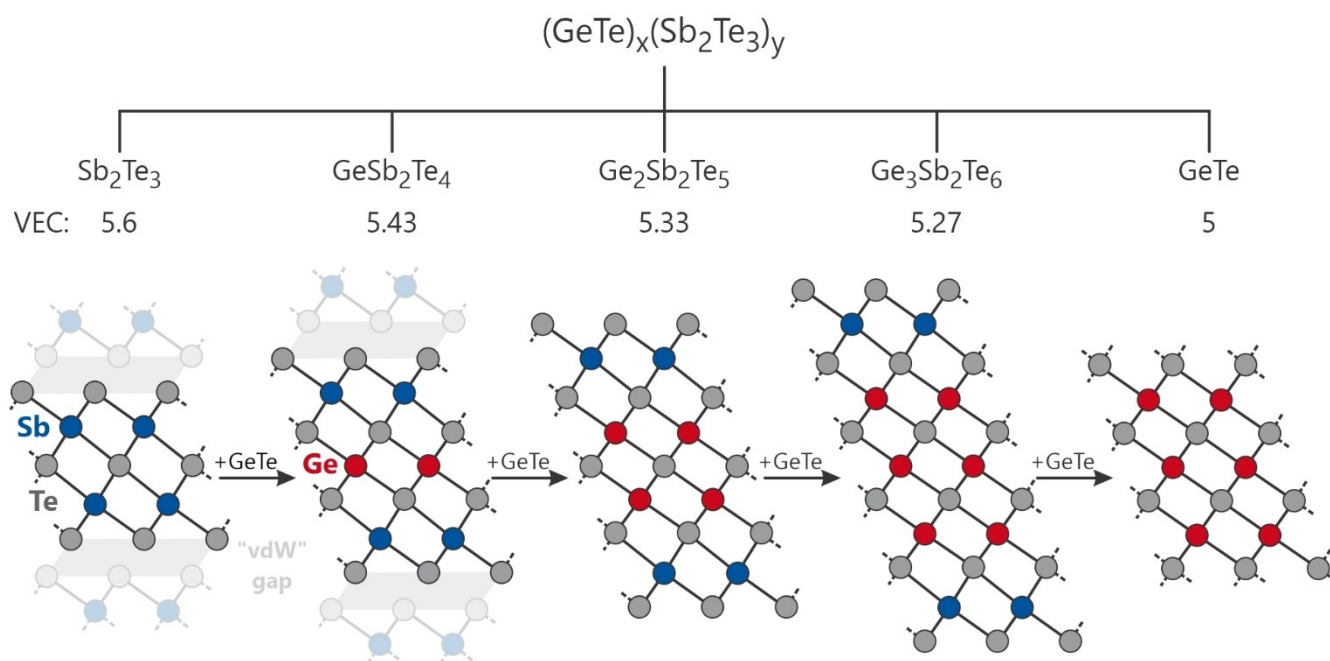 (GeTe)ₓ(Sb₂Te₃)ᵧ
Sb₂Te₃ GeSb₂Te₄ Ge₂Sb₂Te₅ Ge₃Sb₂Te₆ GeTe
VEC: 5.6 5.43 5.33 5.27 5
Sb
Te
+GeTe
"vdW"
gap
Ge
+GeTe
+GeTe
+GeTe